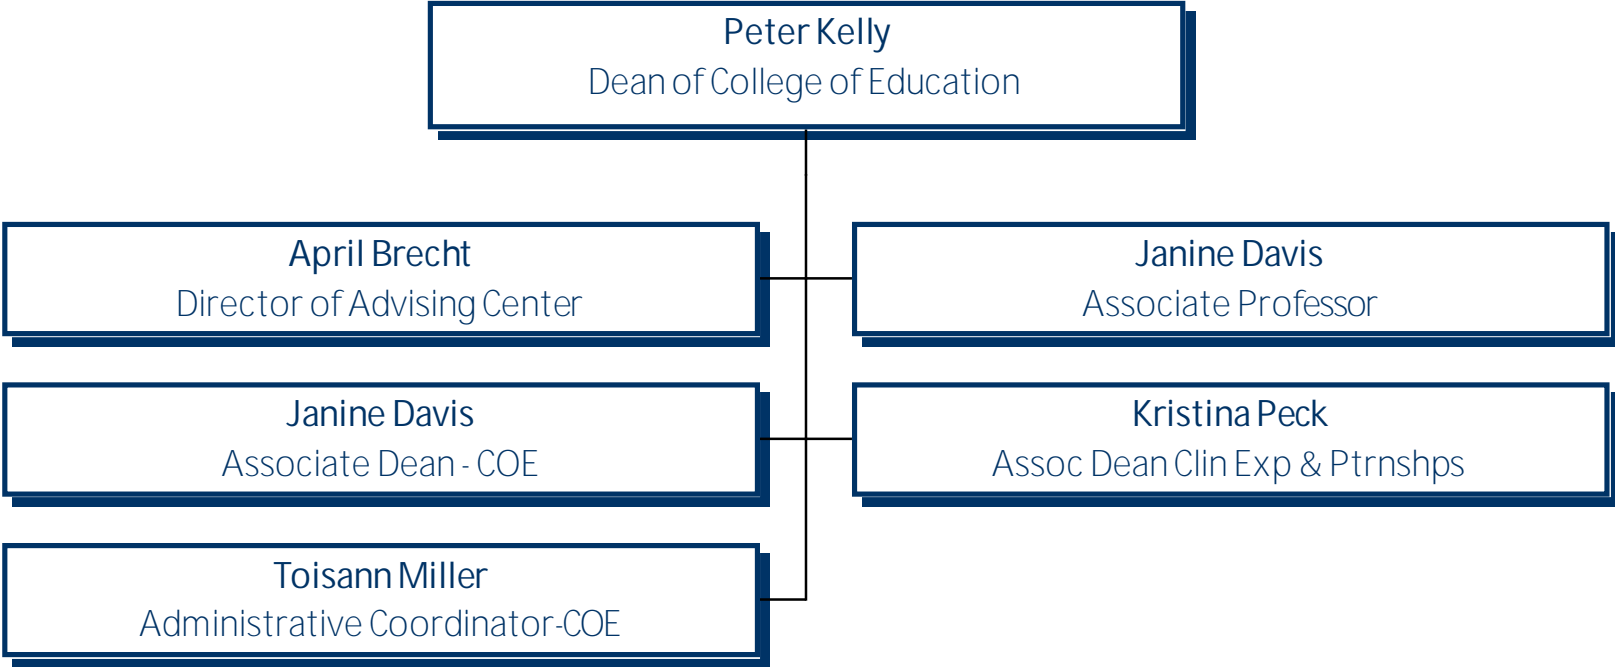 Peter Kelly
Dean of College of Education
April Brecht
Director of Advising Center
Janine Davis
Associate Professor
Janine Davis
Associate Dean - COE
Kristina Peck
Assoc Dean Clin Exp & Ptrnshps
Toisann Miller
Administrative Coordinator-COE